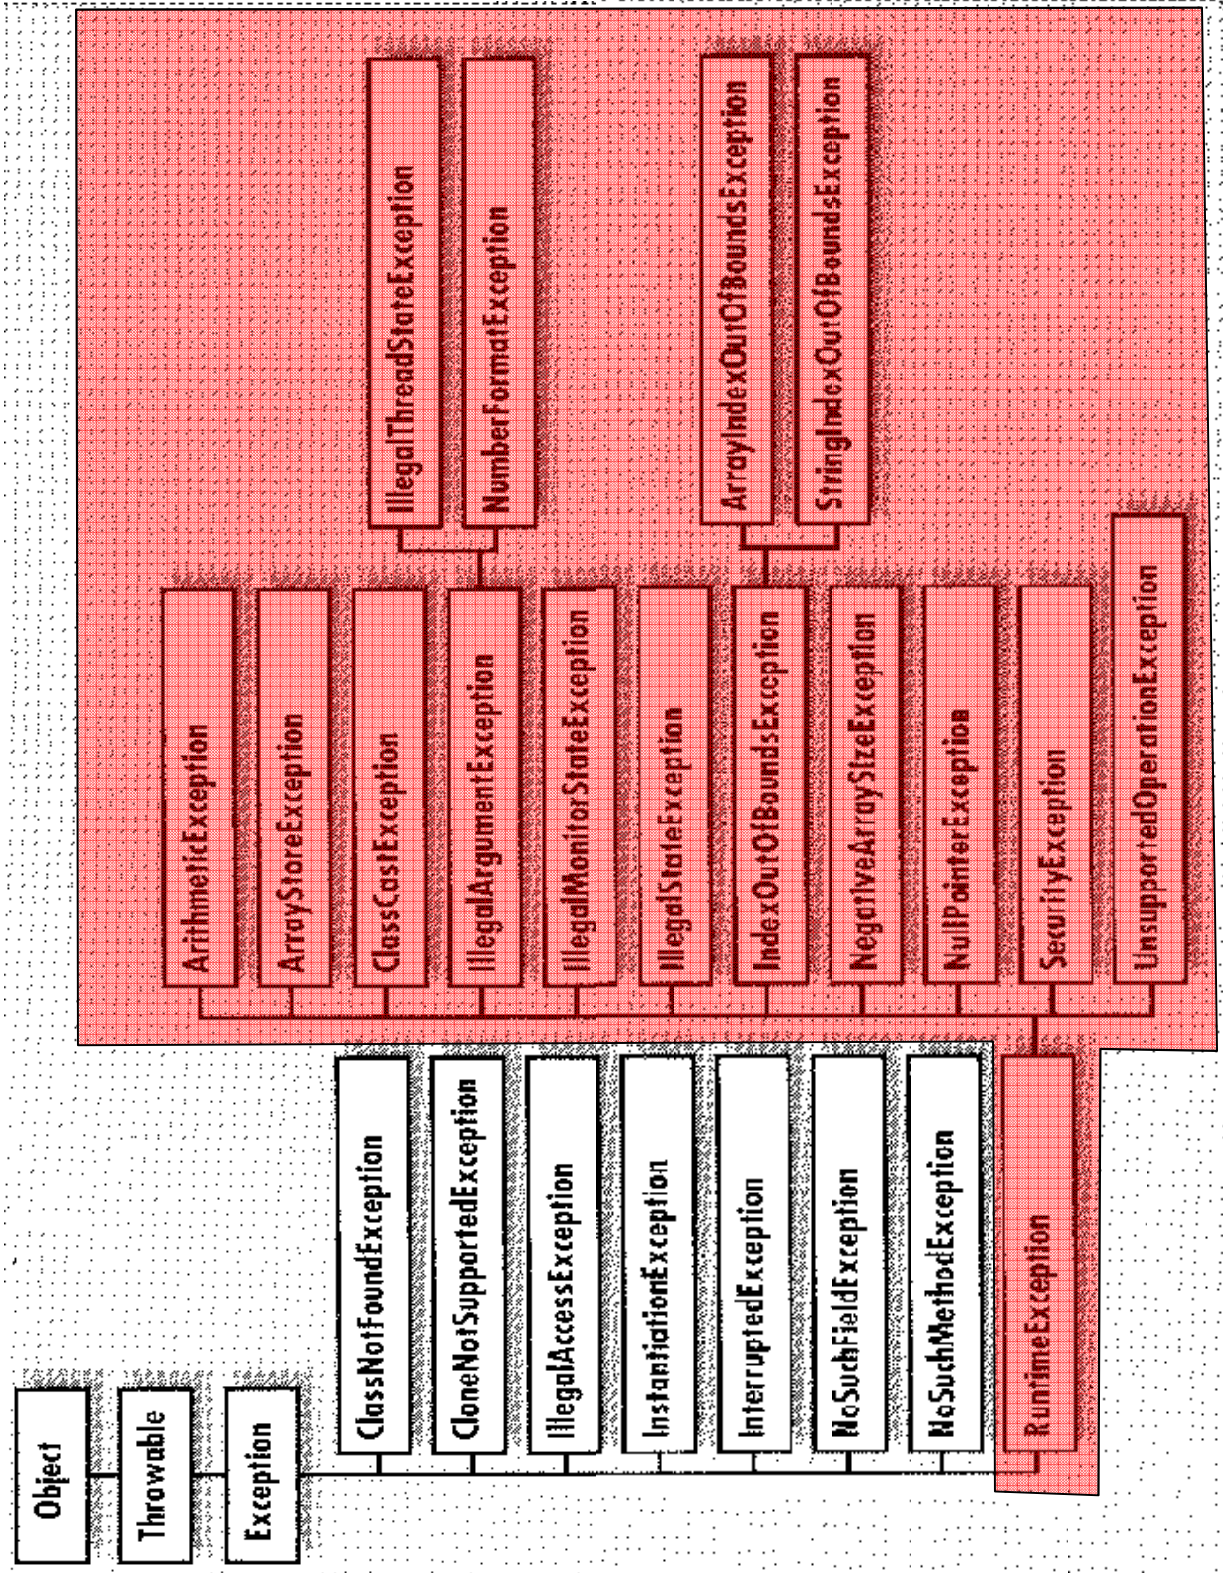 Object
Throwable
Exception
ClassNotFoundException
CloneNotSupportedException
IllegalAccessException
InstantiationException
InterruptedException
NoSuchFieldException
NoSuchMethodException
RuntimeException
ArithmeticException
ArrayStoreException
ClassCastException
IllegalArgumentException
IllegalThreadStateException
NumberFormatException
IllegalMonitorStateException
IllegalStateException
IndexOutOfBoundsException
ArrayIndexOutOfBoundsException
StringIndexOutOfBoundsException
NegativeArraySizeException
NullPointerException
SecurityException
UnsupportedOperationException